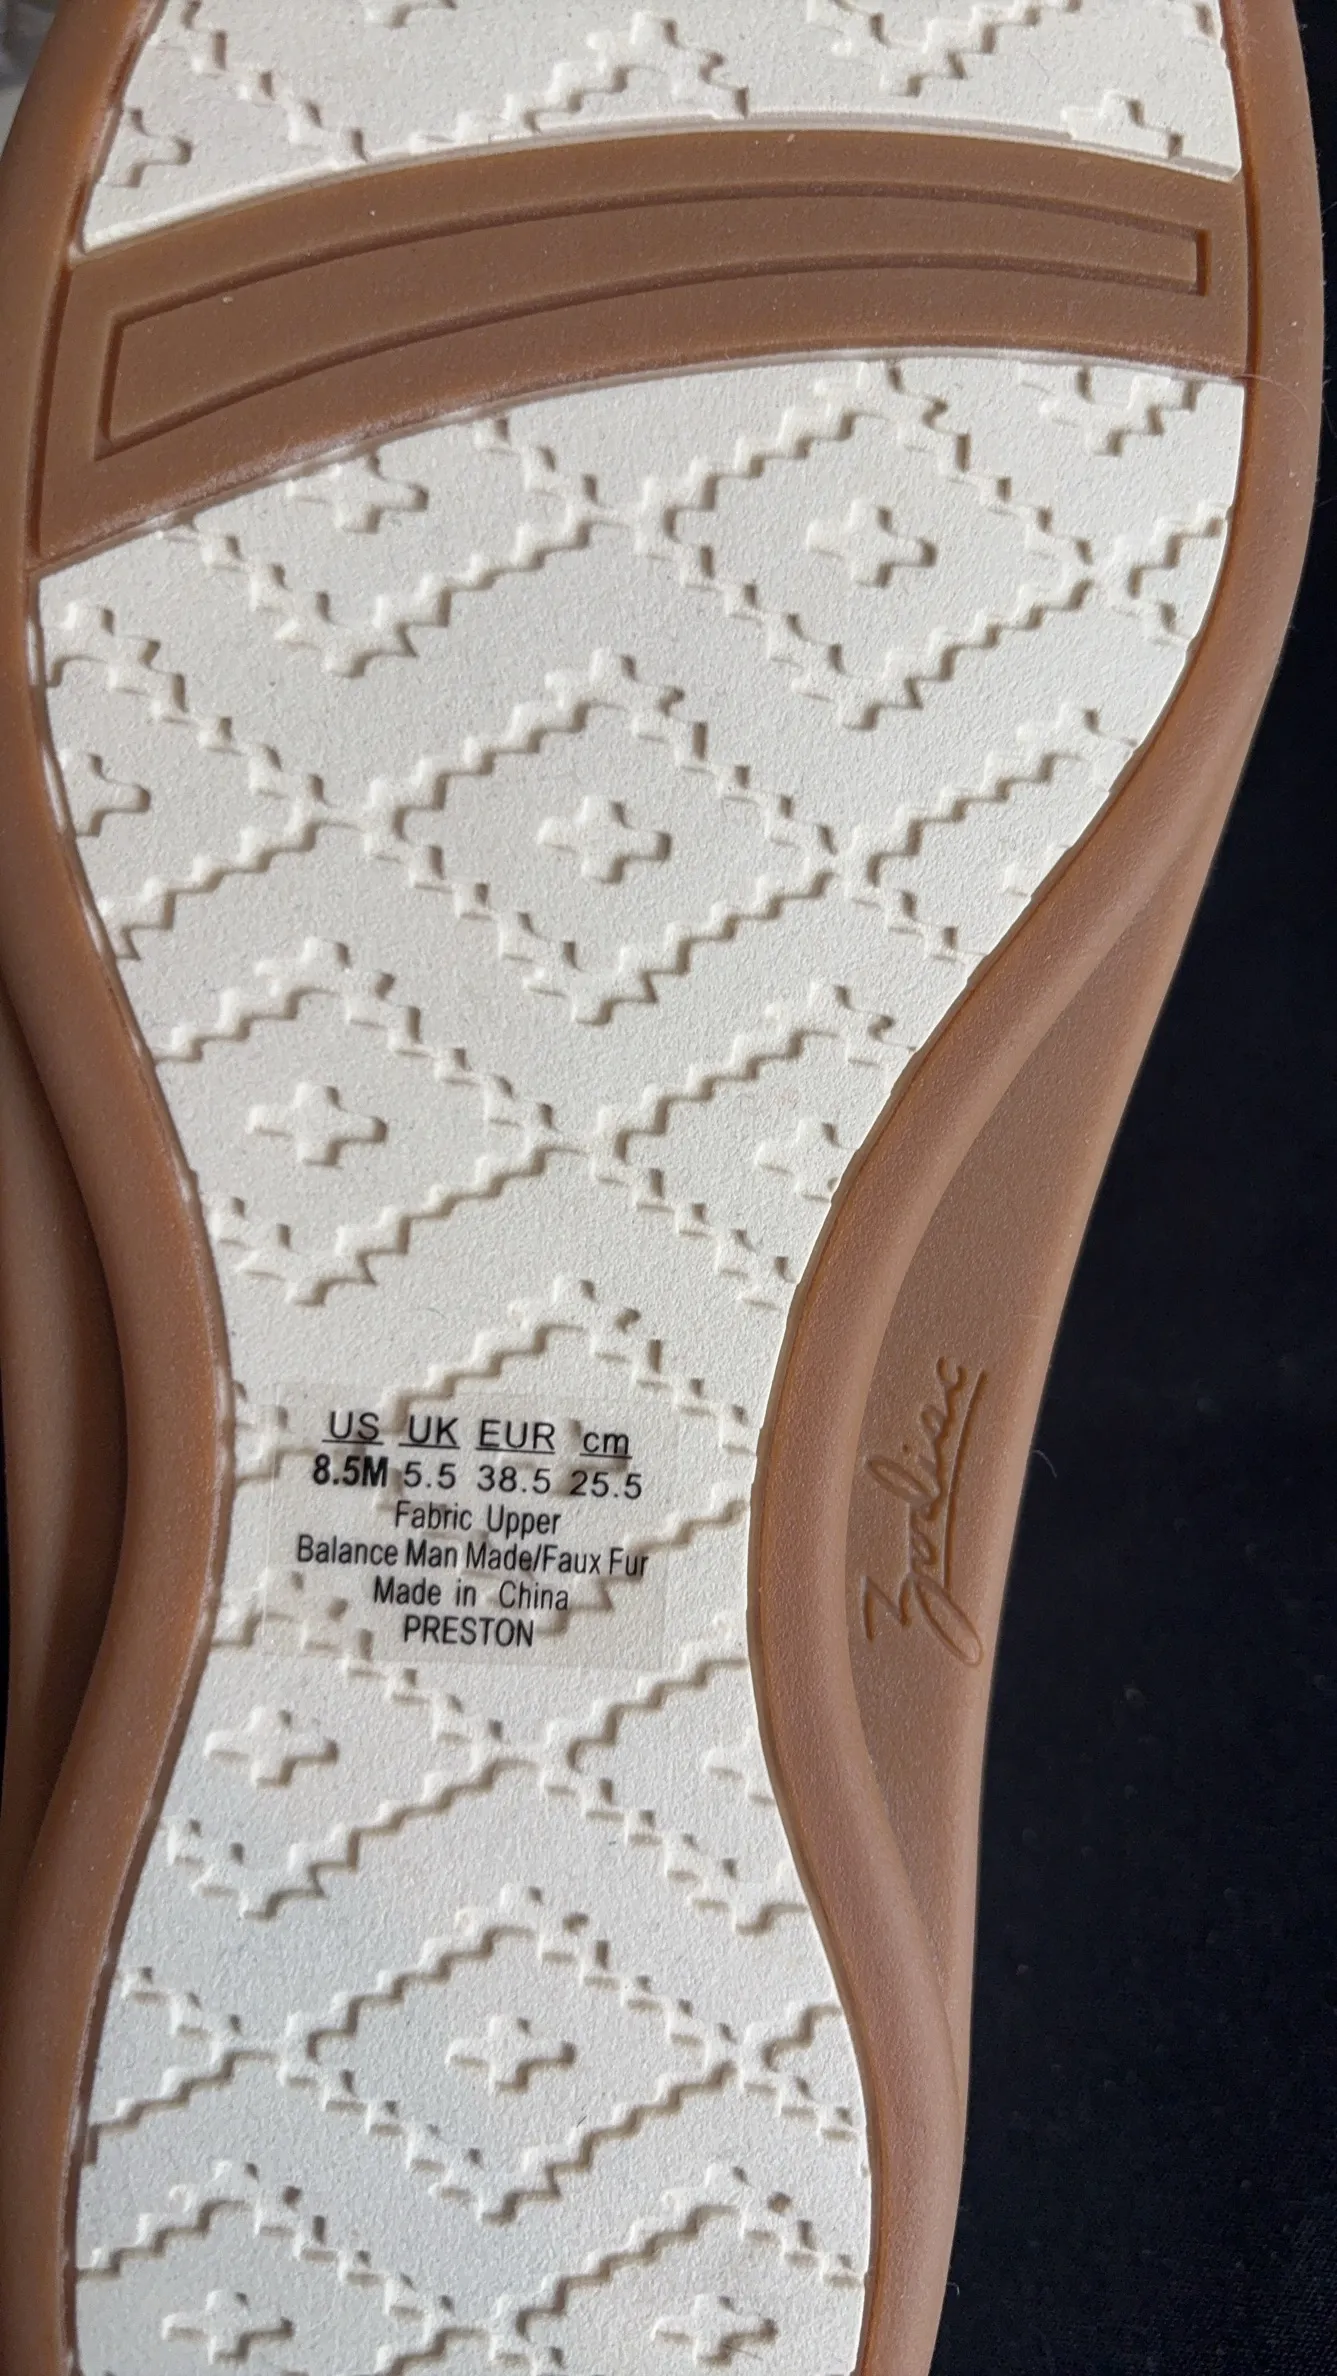 US UK EUR cm
8.5M 5.5 38.5 25.5
Fabric Upper
Balance Man Made/Faux Fur
Made in China
PRESTON
Zodiac